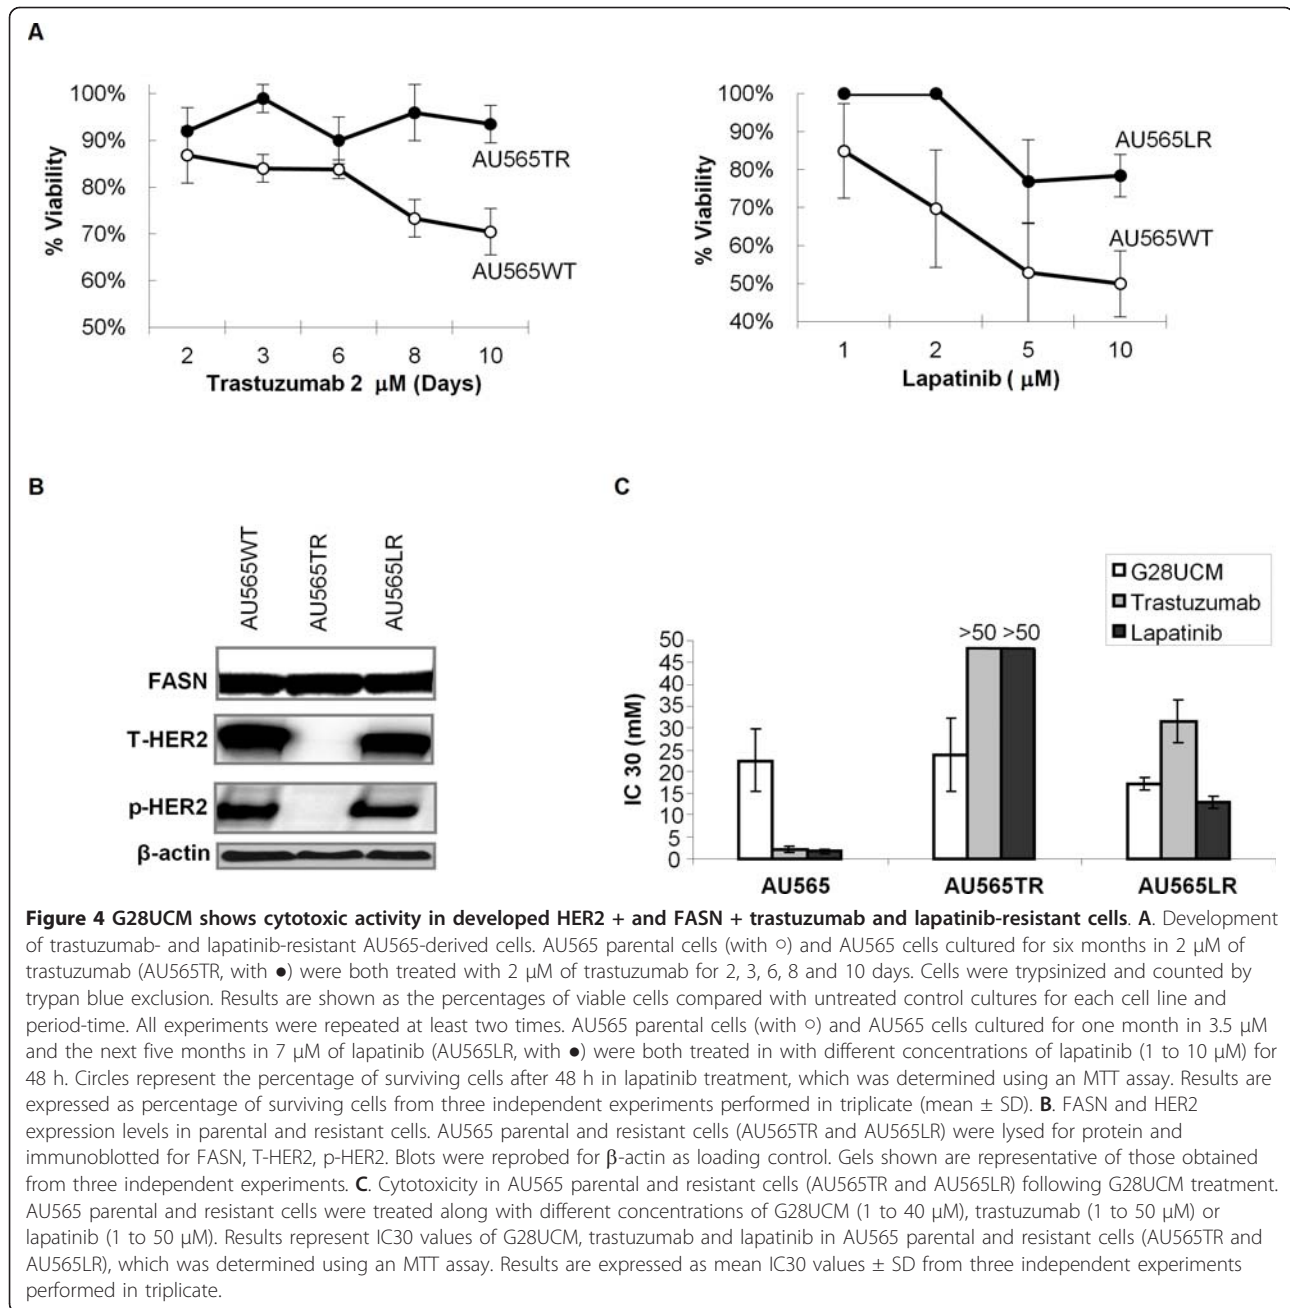 A
100%
90%
80%
70%
60%
50%
% Viability
AU565TR
AU565WT
2 3 6 8 10
Trastuzumab 2 μM (Days)
100%
90%
80%
70%
60%
50%
40%
% Viability
AU565LR
AU565WT
1 2 5 10
Lapatinib ( μM)
B
AU565WT
AU565TR
AU565LR
FASN
T-HER2
p-HER2
β-actin
C
G28UCM
Trastuzumab
Lapatinib
>50 >50
50
45
40
35
30
25
20
15
10
5
0
IC 30 (mM)
AU565 AU565TR AU565LR
Figure 4 G28UCM shows cytotoxic activity in developed HER2 + and FASN + trastuzumab and lapatinib-resistant cells. A. Development
of trastuzumab- and lapatinib-resistant AU565-derived cells. AU565 parental cells (with ○) and AU565 cells cultured for six months in 2 μM of
trastuzumab (AU565TR, with ●) were both treated with 2 μM of trastuzumab for 2, 3, 6, 8 and 10 days. Cells were trypsinized and counted by
trypan blue exclusion. Results are shown as the percentages of viable cells compared with untreated control cultures for each cell line and
period-time. All experiments were repeated at least two times. AU565 parental cells (with ○) and AU565 cells cultured for one month in 3.5 μM
and the next five months in 7 μM of lapatinib (AU565LR, with ●) were both treated in with different concentrations of lapatinib (1 to 10 μM) for
48 h. Circles represent the percentage of surviving cells after 48 h in lapatinib treatment, which was determined using an MTT assay. Results are
expressed as percentage of surviving cells from three independent experiments performed in triplicate (mean ± SD). B. FASN and HER2
expression levels in parental and resistant cells. AU565 parental and resistant cells (AU565TR and AU565LR) were lysed for protein and
immunoblotted for FASN, T-HER2, p-HER2. Blots were reprobed for β-actin as loading control. Gels shown are representative of those obtained
from three independent experiments. C. Cytotoxicity in AU565 parental and resistant cells (AU565TR and AU565LR) following G28UCM treatment.
AU565 parental and resistant cells were treated along with different concentrations of G28UCM (1 to 40 μM), trastuzumab (1 to 50 μM) or
lapatinib (1 to 50 μM). Results represent IC30 values of G28UCM, trastuzumab and lapatinib in AU565 parental and resistant cells (AU565TR and
AU565LR), which was determined using an MTT assay. Results are expressed as mean IC30 values ± SD from three independent experiments
performed in triplicate.